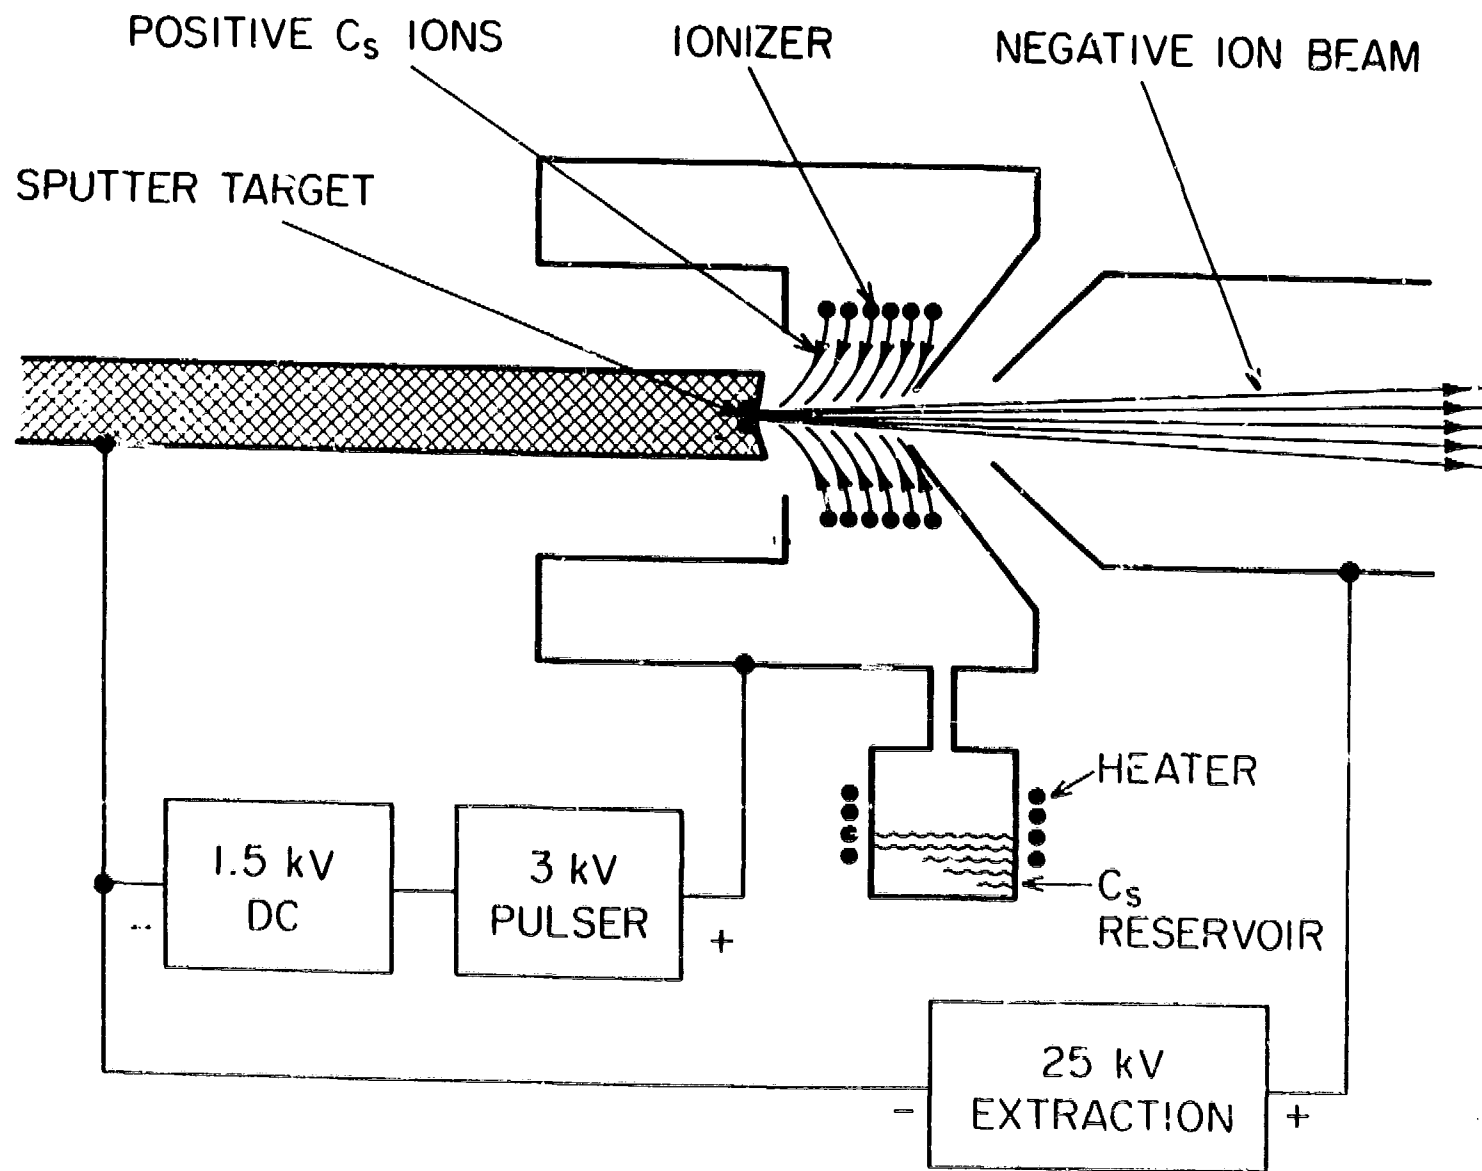 POSITIVE Cs IONS
IONIZER
NEGATIVE ION BEAM
SPUTTER TARGET
HEATER
1.5 kV
DC
-
3 kV
PULSER
+
Cs
RESERVOIR
25 kV
EXTRACTION
-
+